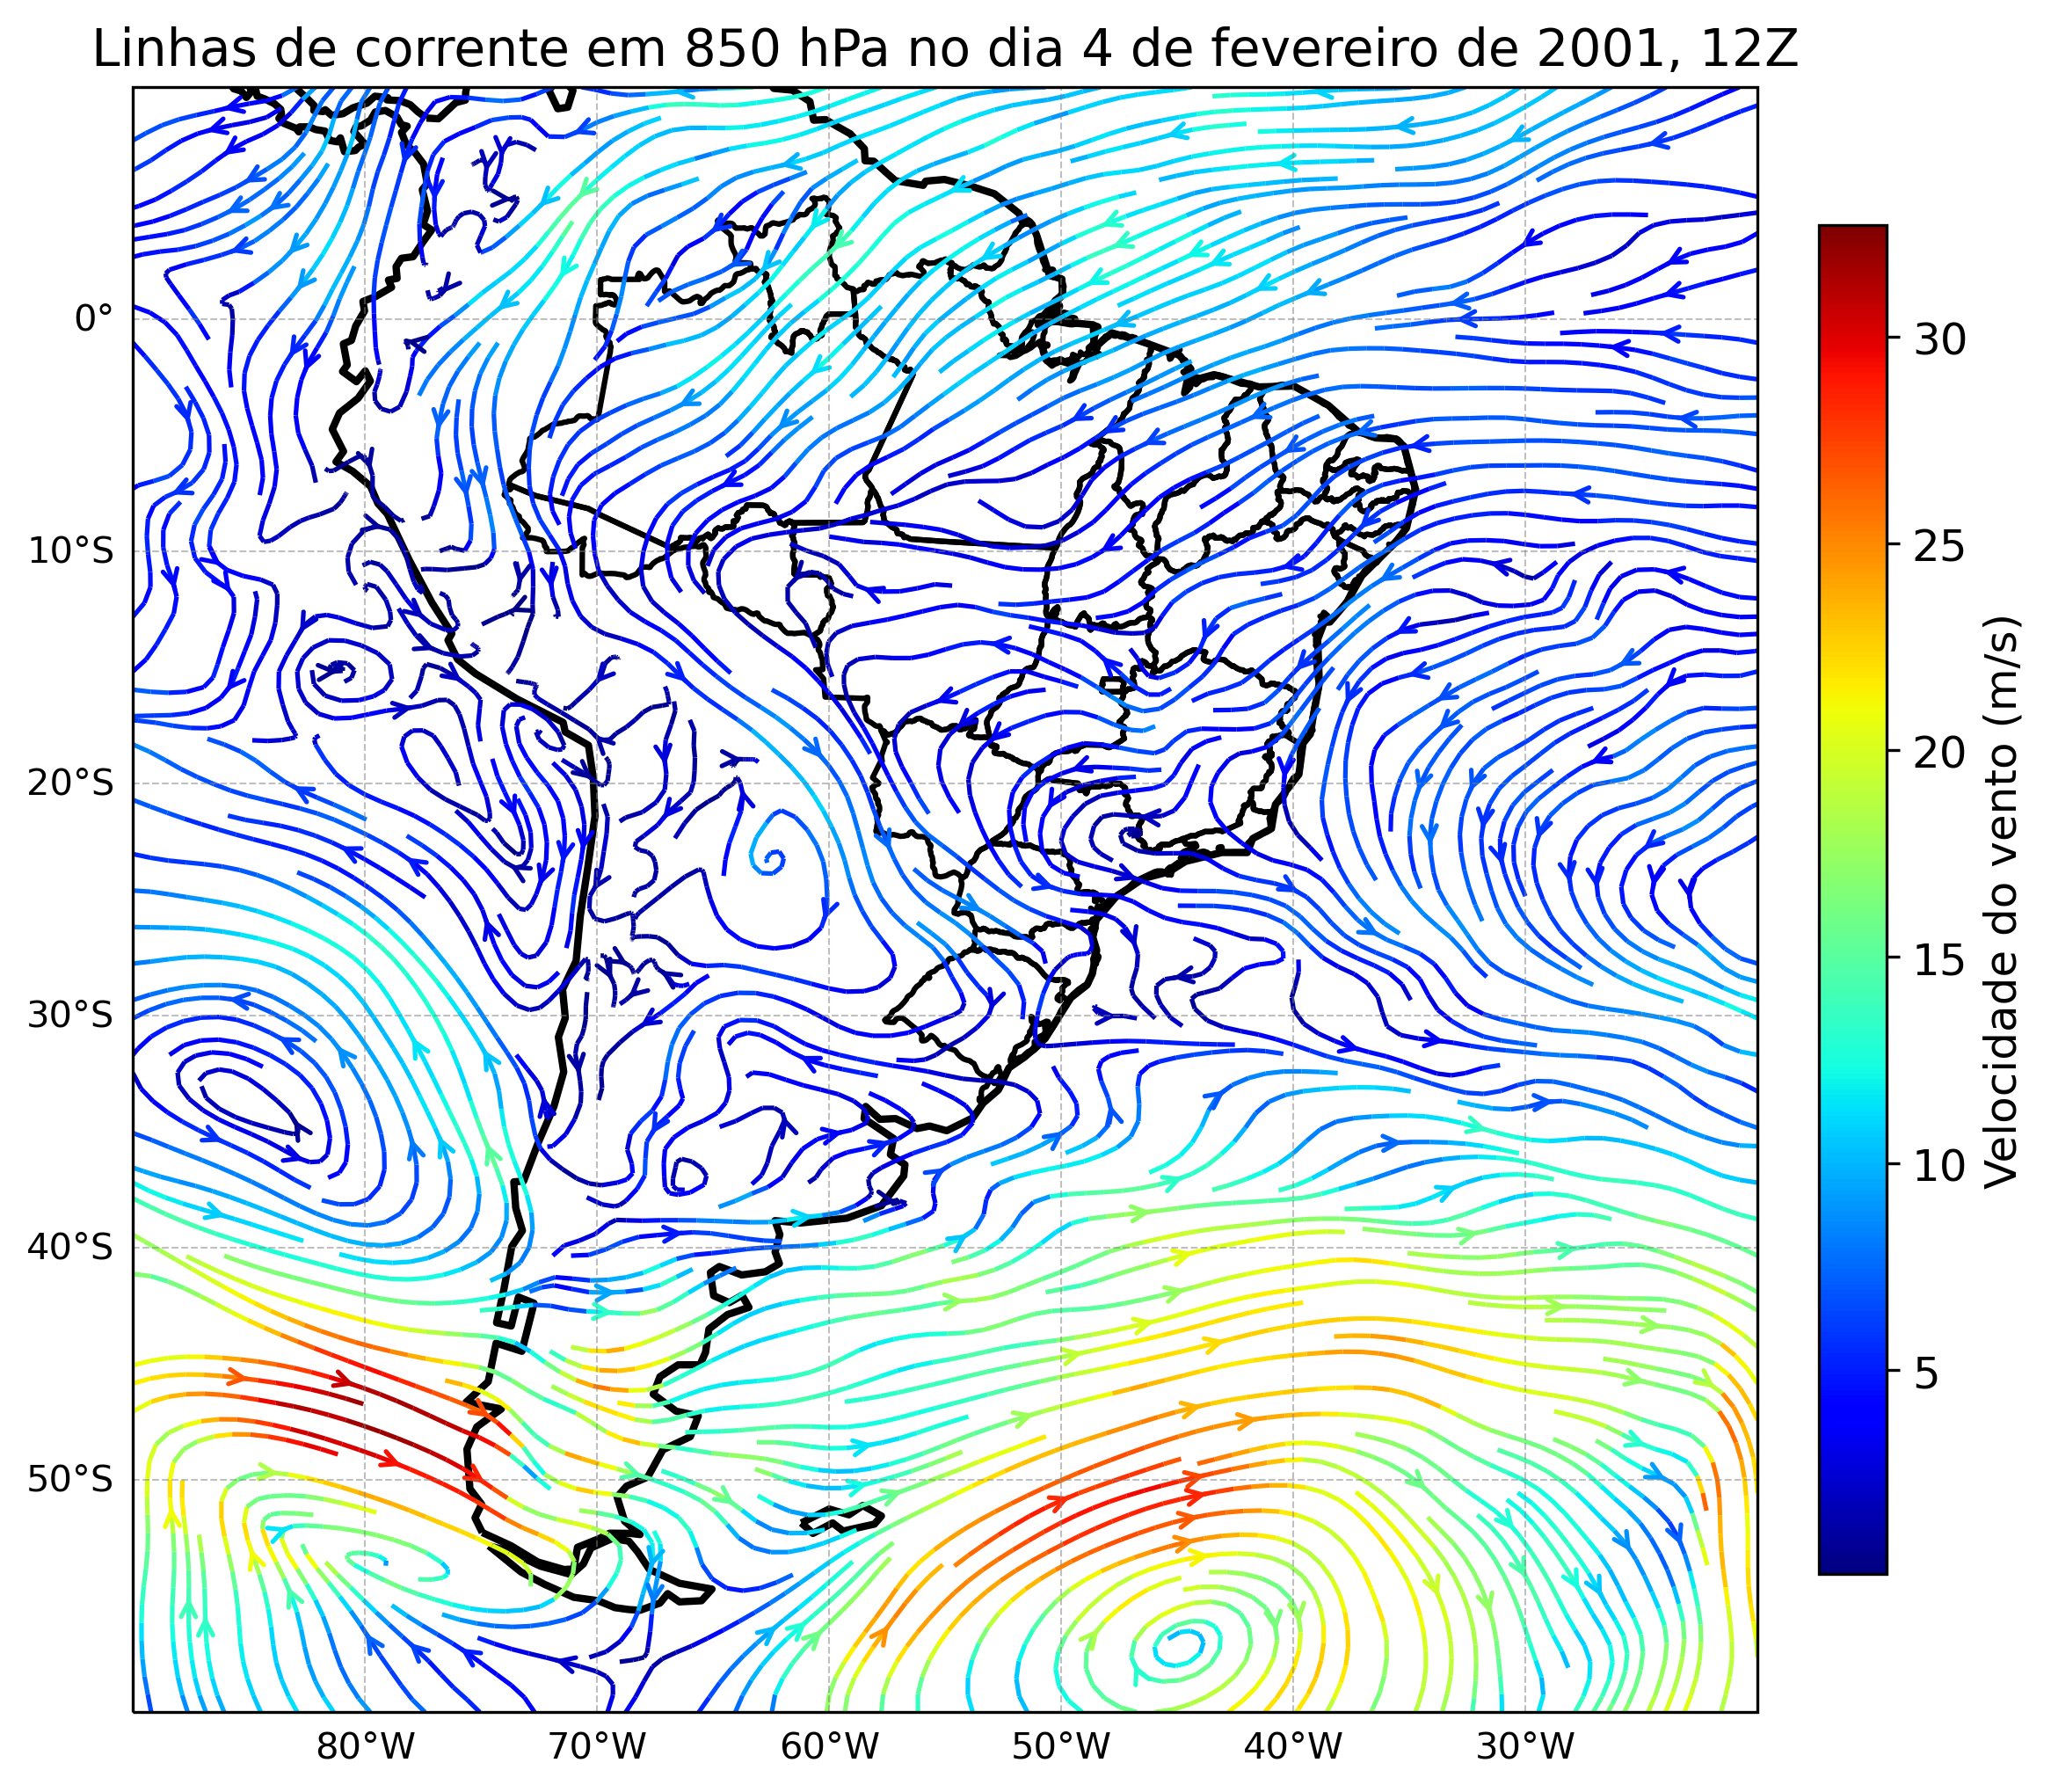 Linhas de corrente em 850 hPa no dia 4 de fevereiro de 2001, 12Z
0°
10°S
20°S
30°S
40°S
50°S
80°W
70°W
60°W
50°W
40°W
30°W
30
25
20
15
10
5
Velocidade do vento (m/s)